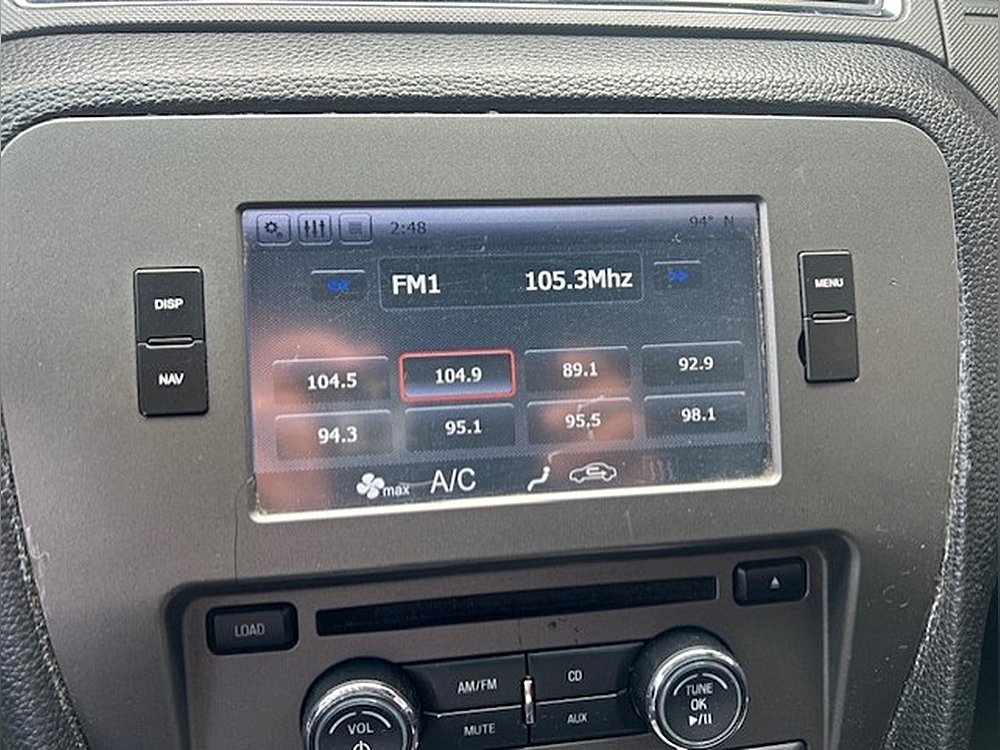 2:48 94° N
FM1 105.3Mhz
DISP
NAV
MENU
104.5 104.9 89.1 92.9
94.3 95.1 95.5 98.1
max A/C
LOAD
AM/FM CD
MUTE AUX
VOL
TUNE
OK